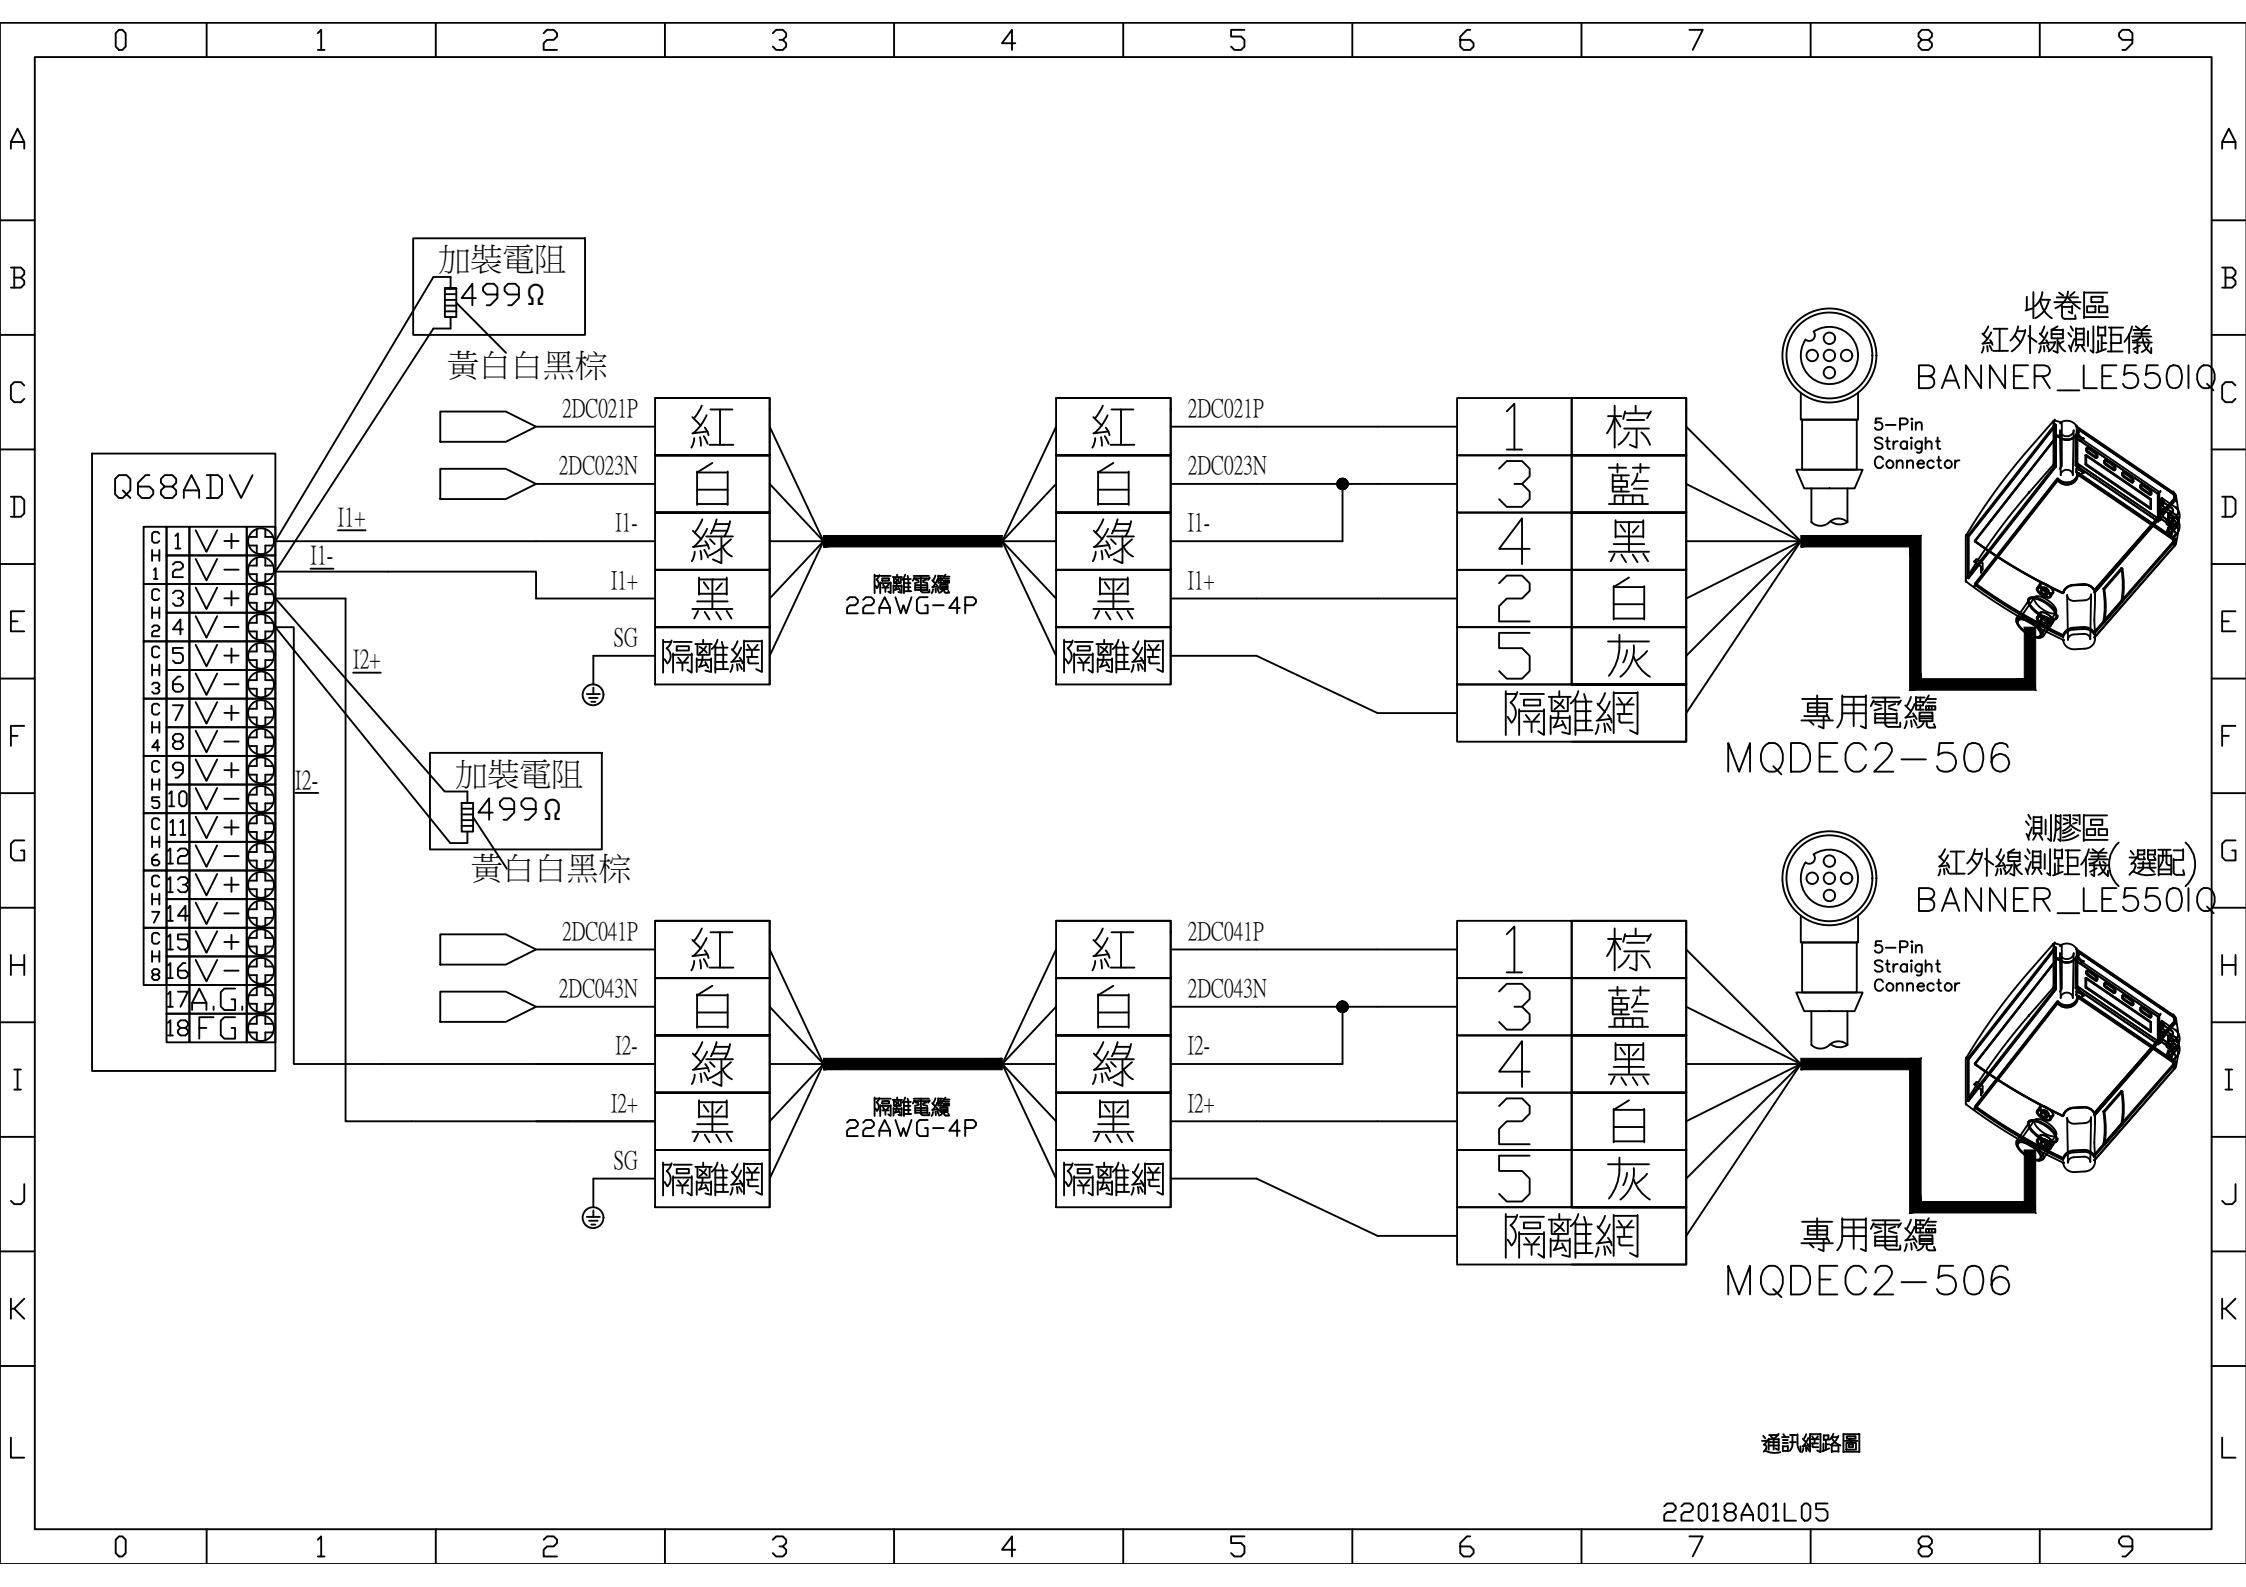 0 1 2 3 4 5 6 7 8 9
A A
B B
C C
D D
E E
F F
G G
H H
I I
J J
K K
L L
加裝電阻
499Ω
黃白白黑棕
Q68ADV
CH1 1 V+
2 V-
CH2 3 V+
4 V-
CH3 5 V+
6 V-
CH4 7 V+
8 V-
CH5 9 V+
10 V-
CH6 11 V+
12 V-
CH7 13 V+
14 V-
CH8 15 V+
16 V-
17 A.G.
18 FG
I1+
I1-
I2+
I2-
加裝電阻
499Ω
黃白白黑棕
2DC021P 紅
2DC023N 白
I1- 綠
I1+ 黑
SG 隔離網
隔離電纜
22AWG-4P
紅 2DC021P
白 2DC023N
綠 I1-
黑 I1+
隔離網
1 棕
3 藍
4 黑
2 白
5 灰
隔離網
收卷區
紅外線測距儀
BANNER_LE550IQ
5-Pin
Straight
Connector
專用電纜
MQDEC2-506
2DC041P 紅
2DC043N 白
I2- 綠
I2+ 黑
SG 隔離網
隔離電纜
22AWG-4P
紅 2DC041P
白 2DC043N
綠 I2-
黑 I2+
隔離網
1 棕
3 藍
4 黑
2 白
5 灰
隔離網
測膠區
紅外線測距儀(選配)
BANNER_LE550IQ
5-Pin
Straight
Connector
專用電纜
MQDEC2-506
通訊網路圖
22018A01L05
0 1 2 3 4 5 6 7 8 9